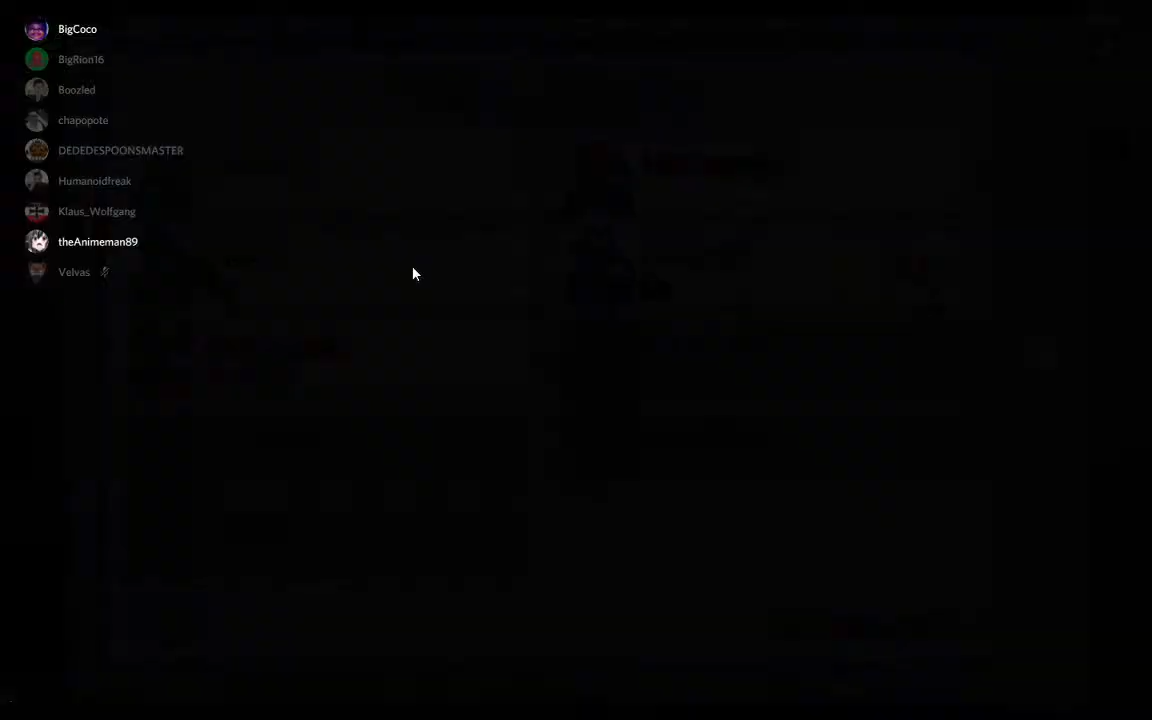 BigCoco
BigRion16
Boozled
chapopote
DEDEDESPOONSMASTER
Humanoidfreak
Klaus_Wolfgang
theAnimeman89
Velvas